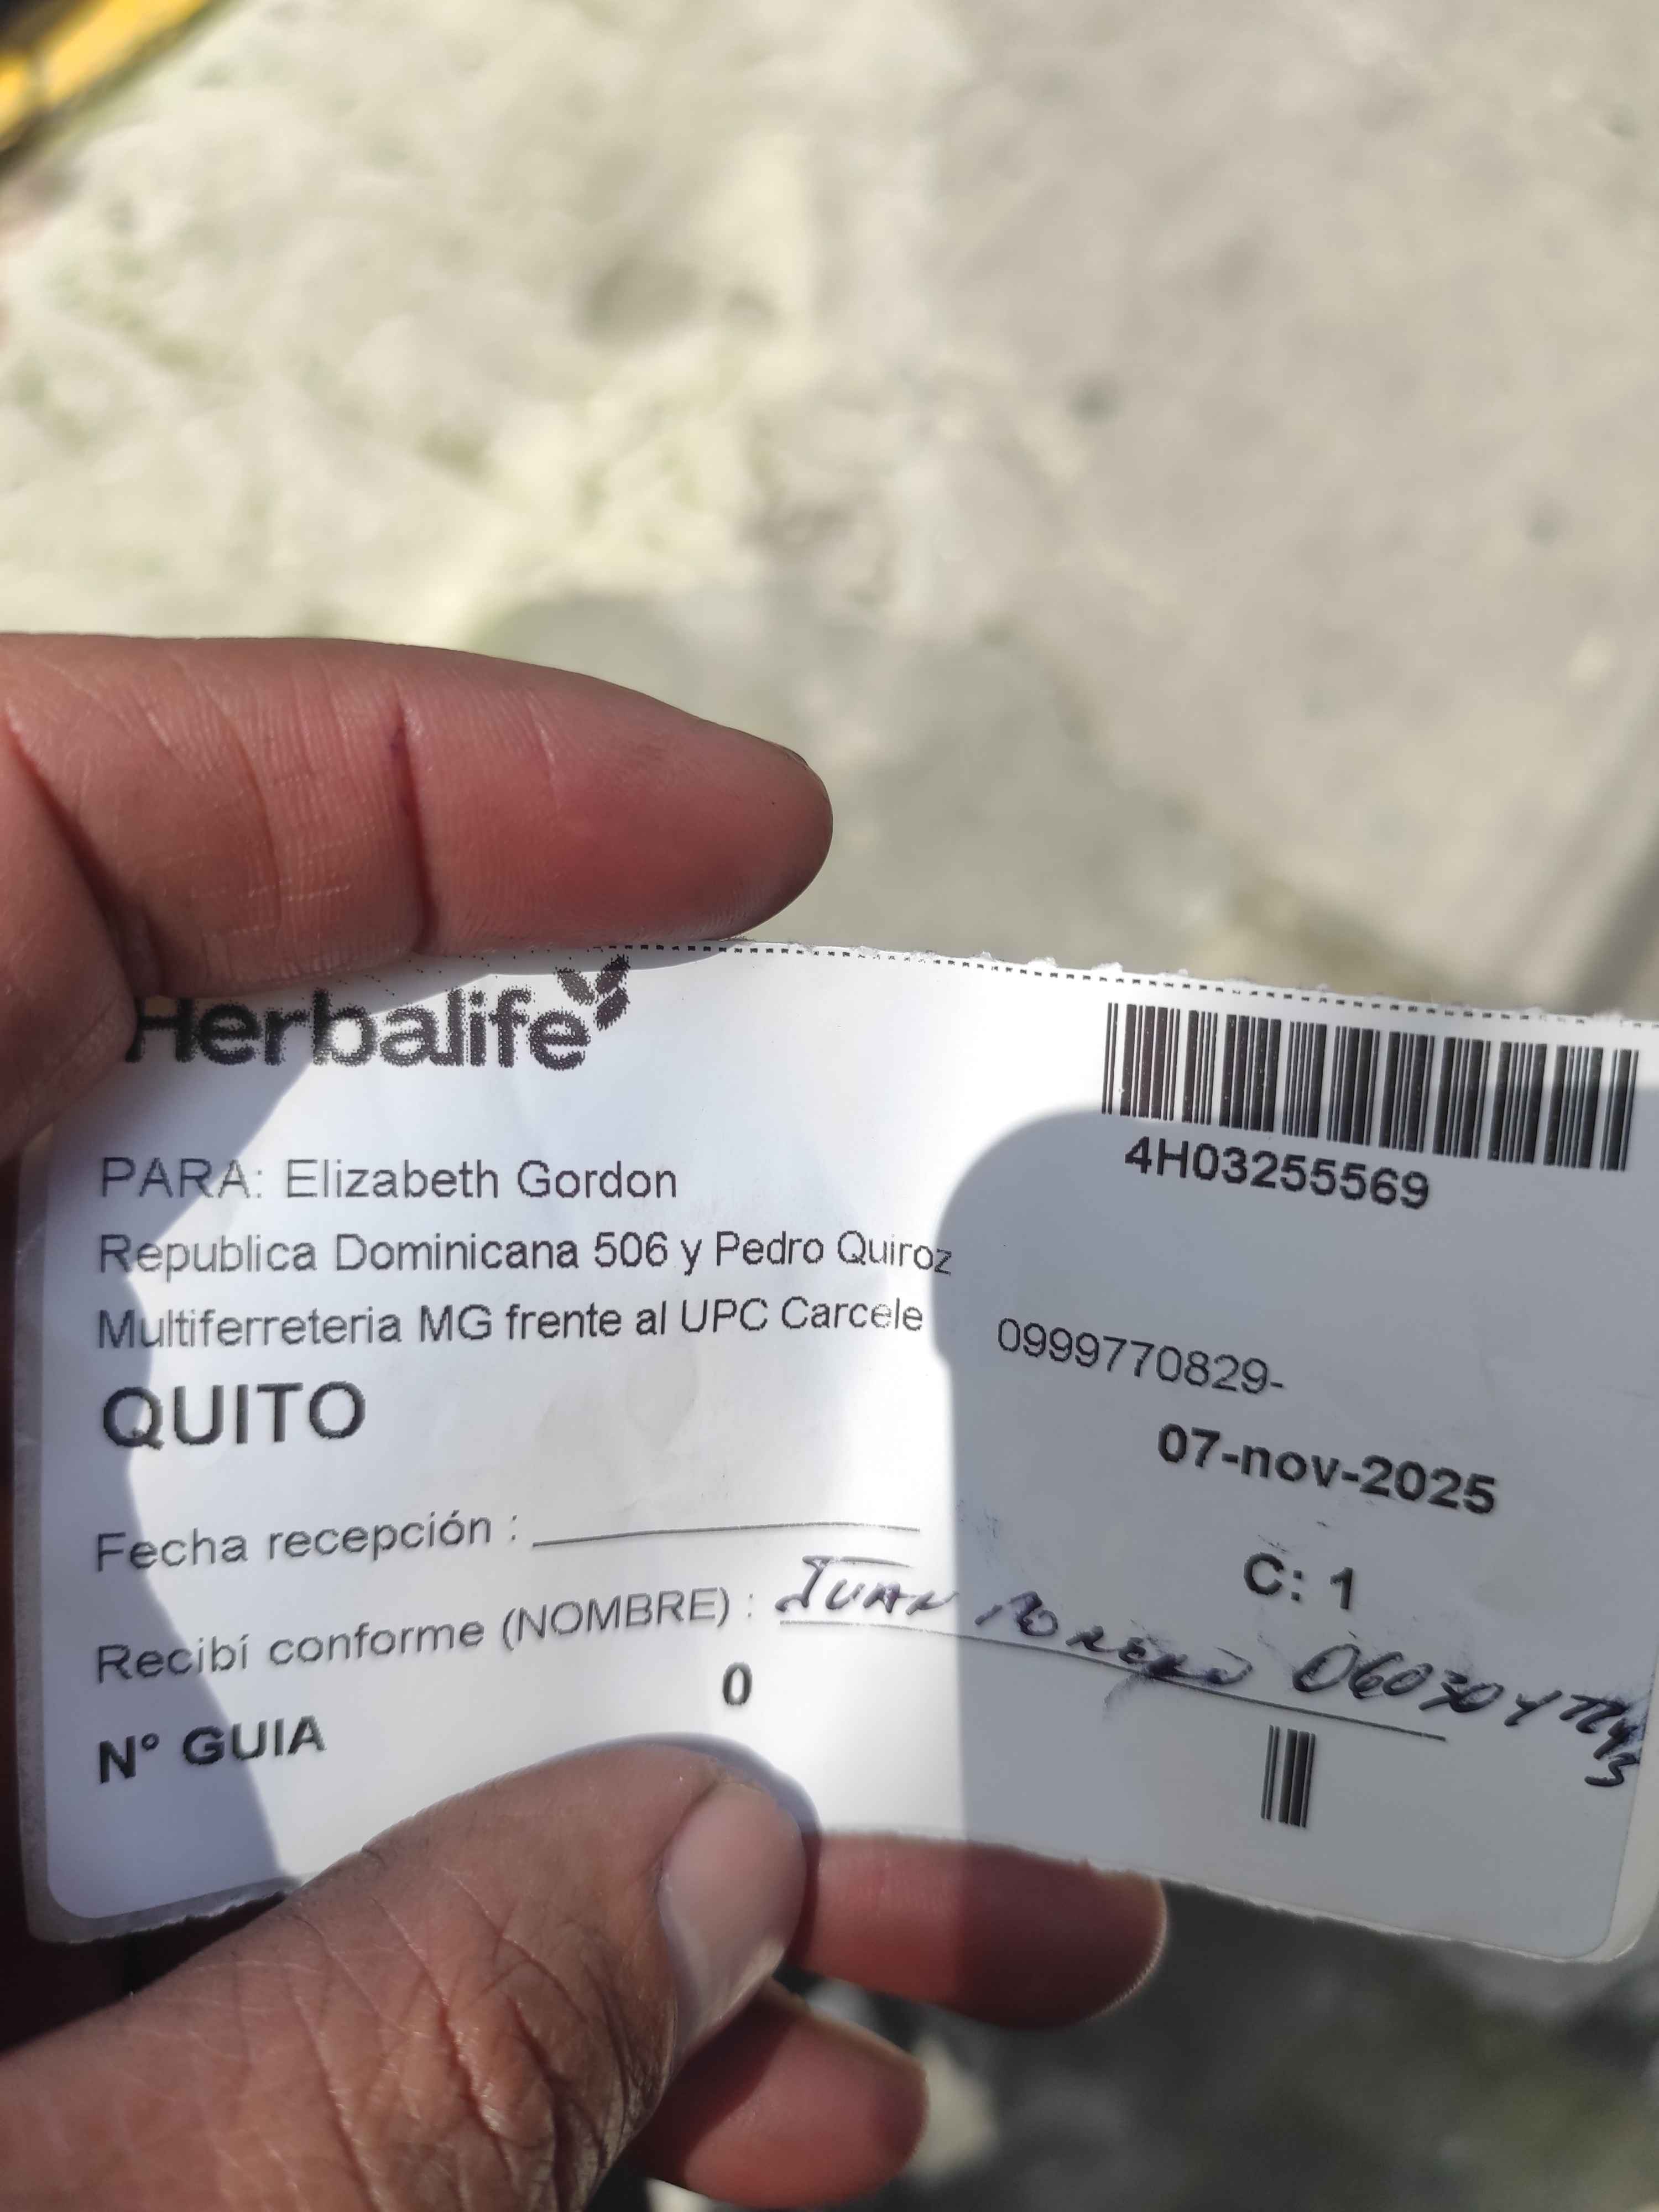 Herbalife
4H03255569
PARA: Elizabeth Gordon
Republica Dominicana 506 y Pedro Quiroz
Multiferreteria MG frente al UPC Carcele
0999770829-
QUITO
07-nov-2025
Fecha recepción :
C: 1
Recibí conforme (NOMBRE) : Juan
0
N° GUIA